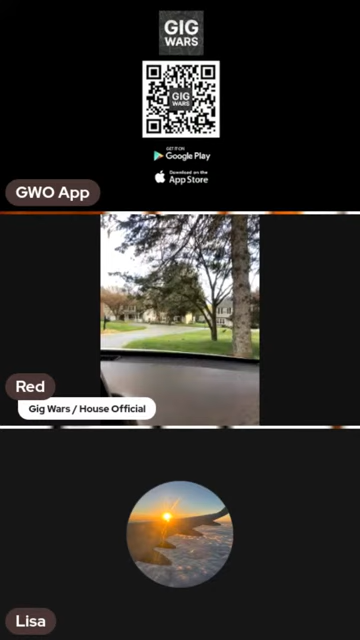 GIG
WARS
GIG
WARS
GET IT ON
Google Play
Download on the
App Store
GWO App
Red
Gig Wars / House Official
Lisa